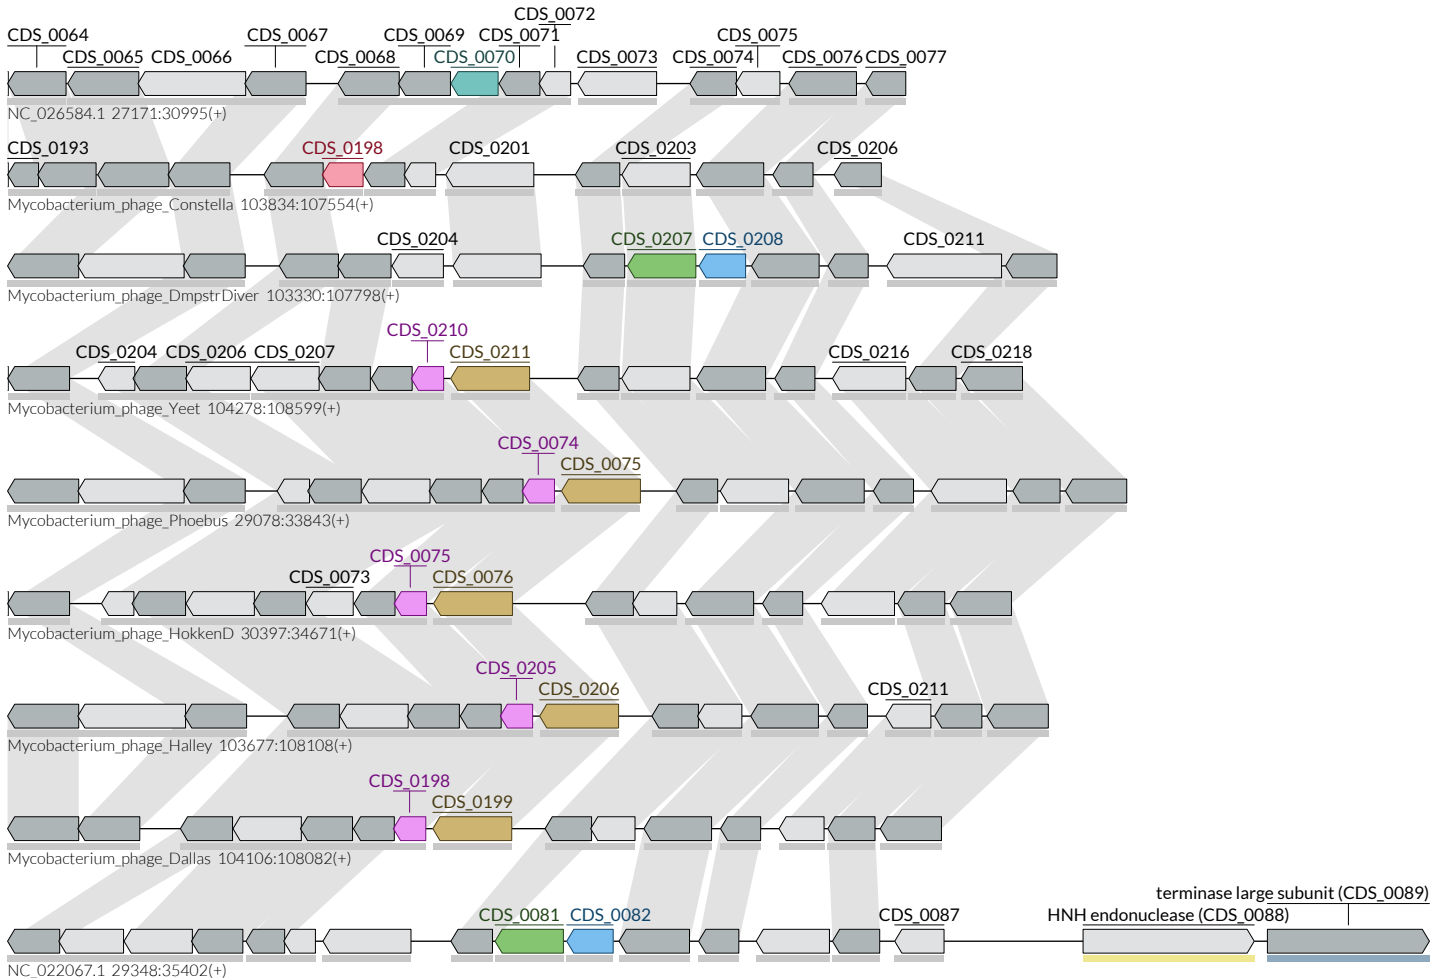 CDS_0072
CDS_0064 CDS_0067 CDS_0069 CDS_0071 CDS_0075
CDS_0065 CDS_0066 CDS_0068 CDS_0070 CDS_0073 CDS_0074 CDS_0076 CDS_0077
NC_026584.1 27171:30995(+)
CDS_0193 CDS_0198 CDS_0201 CDS_0203 CDS_0206
Mycobacterium_phage_Constella 103834:107554(+)
CDS_0204 CDS_0207 CDS_0208 CDS_0211
Mycobacterium_phage_DmpstrDiver 103330:107798(+)
CDS_0210
CDS_0204 CDS_0206 CDS_0207 CDS_0211 CDS_0216 CDS_0218
Mycobacterium_phage_Yeet 104278:108599(+)
CDS_0074
CDS_0075
Mycobacterium_phage_Phoebus 29078:33843(+)
CDS_0075
CDS_0073 CDS_0076
Mycobacterium_phage_HokkenD 30397:34671(+)
CDS_0205
CDS_0206 CDS_0211
Mycobacterium_phage_Halley 103677:108108(+)
CDS_0198
CDS_0199
Mycobacterium_phage_Dallas 104106:108082(+)
terminase large subunit (CDS_0089)
CDS_0081 CDS_0082 CDS_0087 HNH endonuclease (CDS_0088)
NC_022067.1 29348:35402(+)